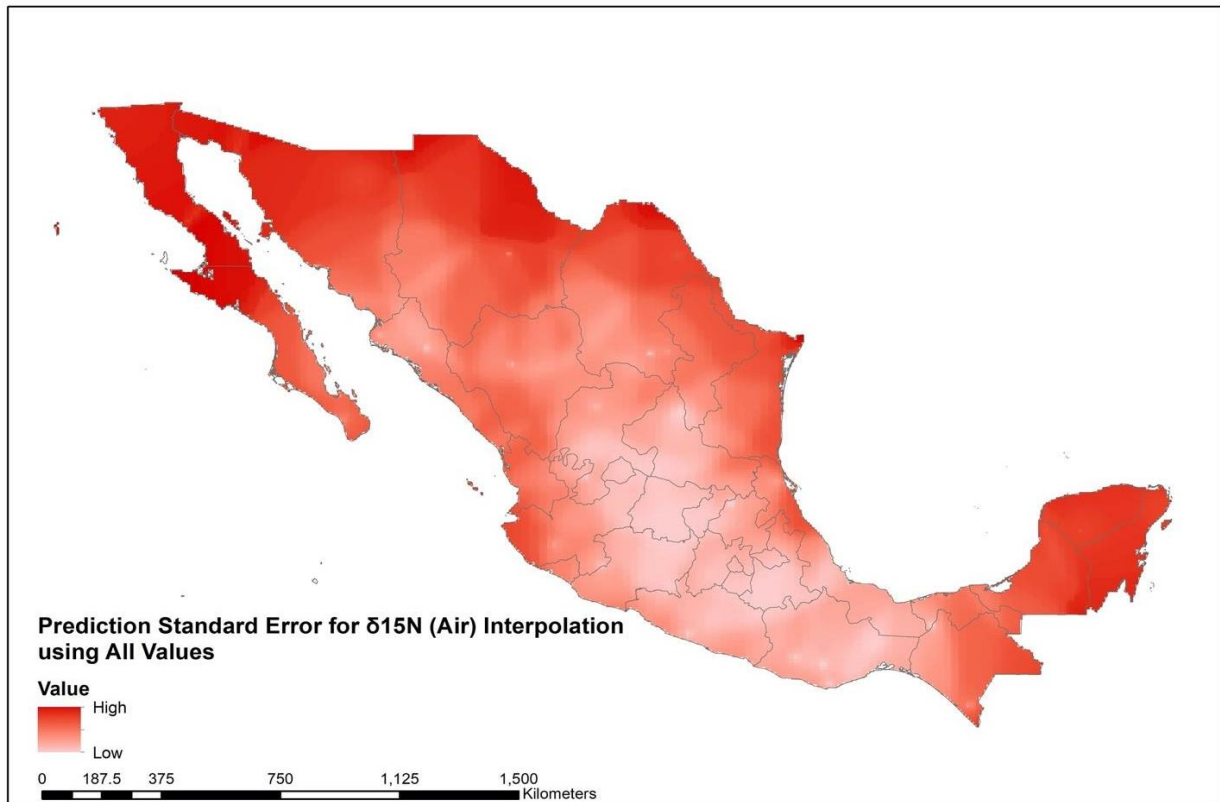 Prediction Standard Error for δ15N (Air) Interpolation
using All Values
Value
High
Low
0 187.5 375 750 1,125 1,500
Kilometers